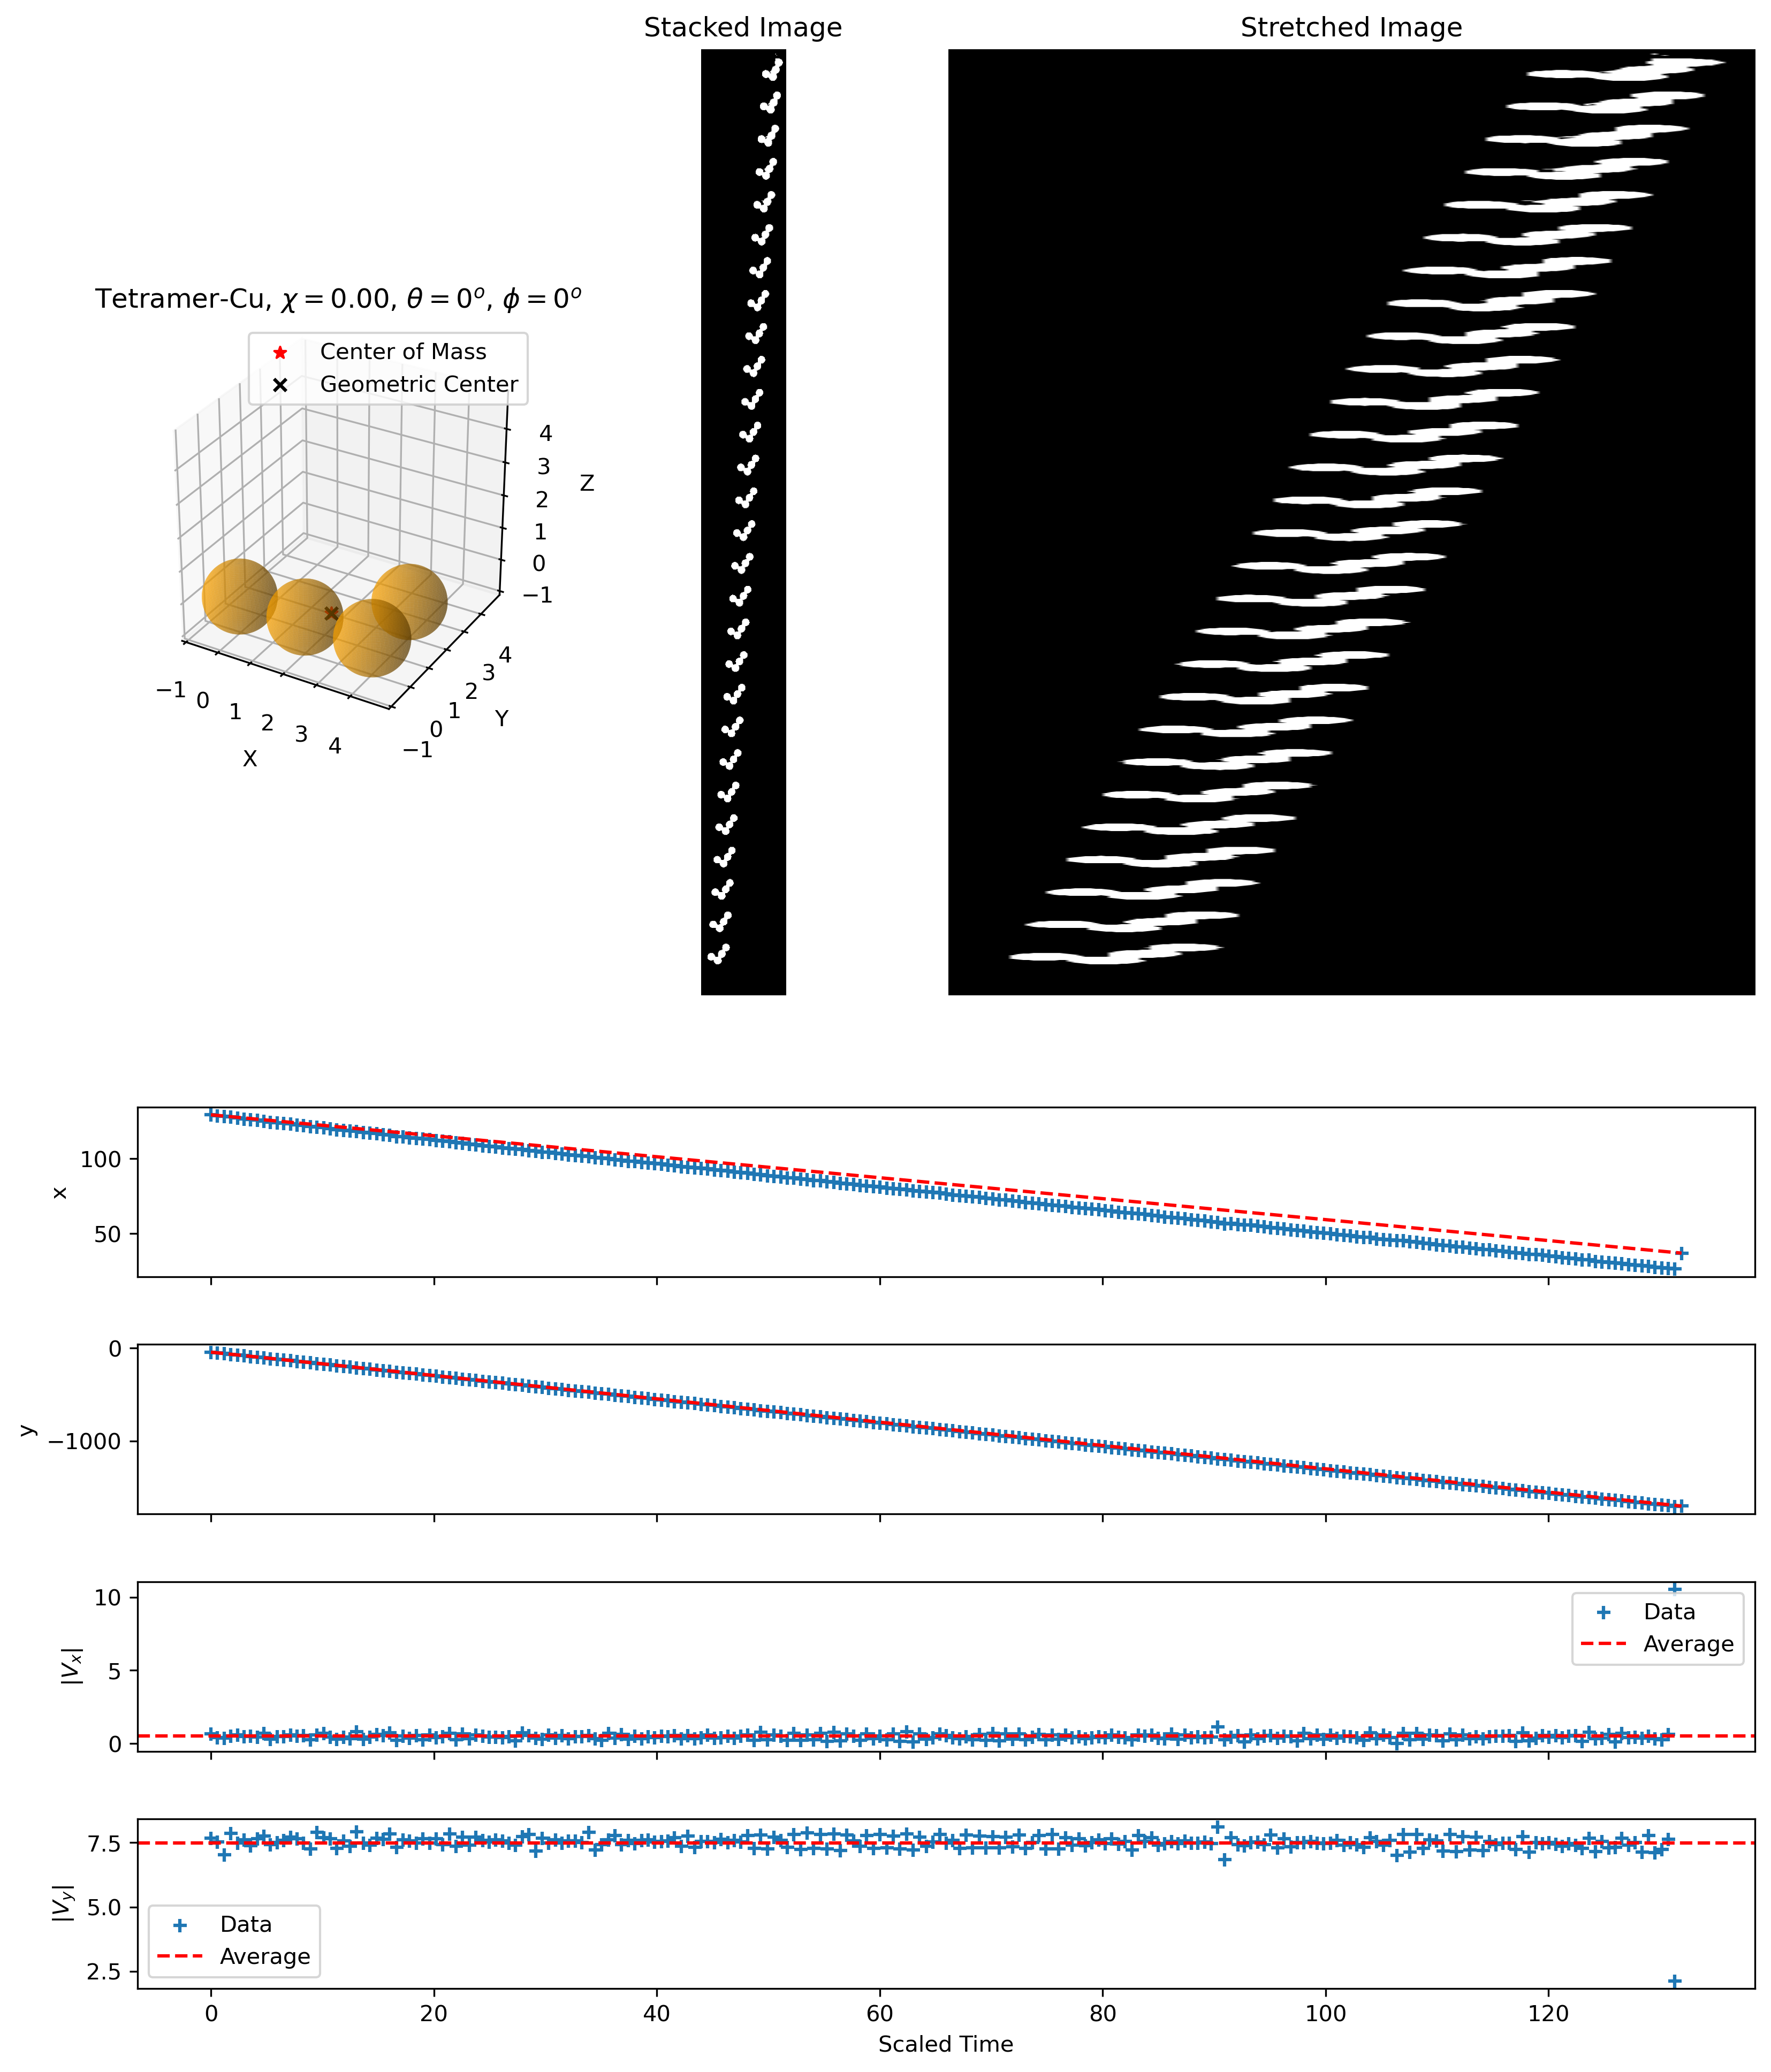 Stacked Image
Stretched Image
Tetramer-Cu, χ = 0.00, θ = 0ᵒ, ϕ = 0ᵒ
Center of Mass
Geometric Center
4
3
2
1
0
−1
Z
−1
0
1
2
3
4
X
−1
0
1
2
3
4
Y
100
50
x
0
−1000
y
10
5
0
|Vₓ|
Data
Average
7.5
5.0
2.5
|V_y|
Data
Average
0
20
40
60
80
100
120
Scaled Time